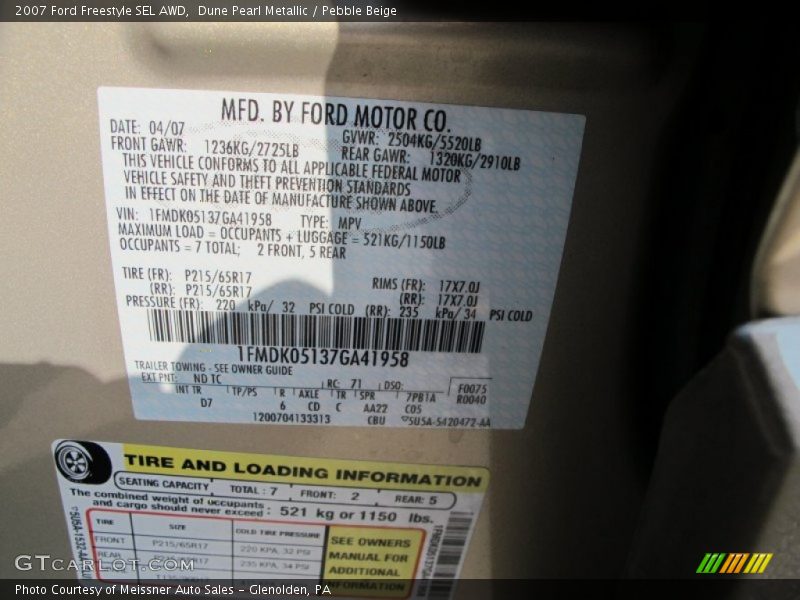 2007 Ford Freestyle SEL AWD, Dune Pearl Metallic / Pebble Beige
MFD. BY FORD MOTOR CO.
DATE: 04/07 GVWR: 2504KG/5520LB
FRONT GAWR: 1236KG/2725LB REAR GAWR: 1320KG/2910LB
THIS VEHICLE CONFORMS TO ALL APPLICABLE FEDERAL MOTOR
VEHICLE SAFETY AND THEFT PREVENTION STANDARDS
IN EFFECT ON THE DATE OF MANUFACTURE SHOWN ABOVE.
VIN: 1FMDK05137GA41958 TYPE: MPV
MAXIMUM LOAD = OCCUPANTS + LUGGAGE = 521KG/1150LB
OCCUPANTS = 7 TOTAL; 2 FRONT, 5 REAR
TIRE (FR): P215/65R17 RIMS (FR): 17X7.0J
(RR): P215/65R17 (RR): 17X7.0J
PRESSURE (FR): 220 kPa/ 32 PSI COLD (RR): 235 kPa/ 34 PSI COLD
1FMDK05137GA41958
TRAILER TOWING - SEE OWNER GUIDE
EXT PNT: ND TC RC: 71 DSO: F0075
INT TR TP/PS R AXLE TR SPR 7PB1A R0040
D7 6 CD C AA22 C05
1200704133313 CBU 5U5A-5420472-AA
TIRE AND LOADING INFORMATION
SEATING CAPACITY TOTAL: 7 FRONT: 2 REAR: 5
The combined weight of occupants
and cargo should never exceed: 521 kg or 1150 lbs.
TIRE SIZE COLD TIRE PRESSURE
FRONT P215/65R17 220 KPA, 32 PSI
REAR P215/65R17 235 KPA, 34 PSI
SEE OWNERS
MANUAL FOR
ADDITIONAL
INFORMATION
GTCarLot.com
Photo Courtesy of Meissner Auto Sales - Glenolden, PA